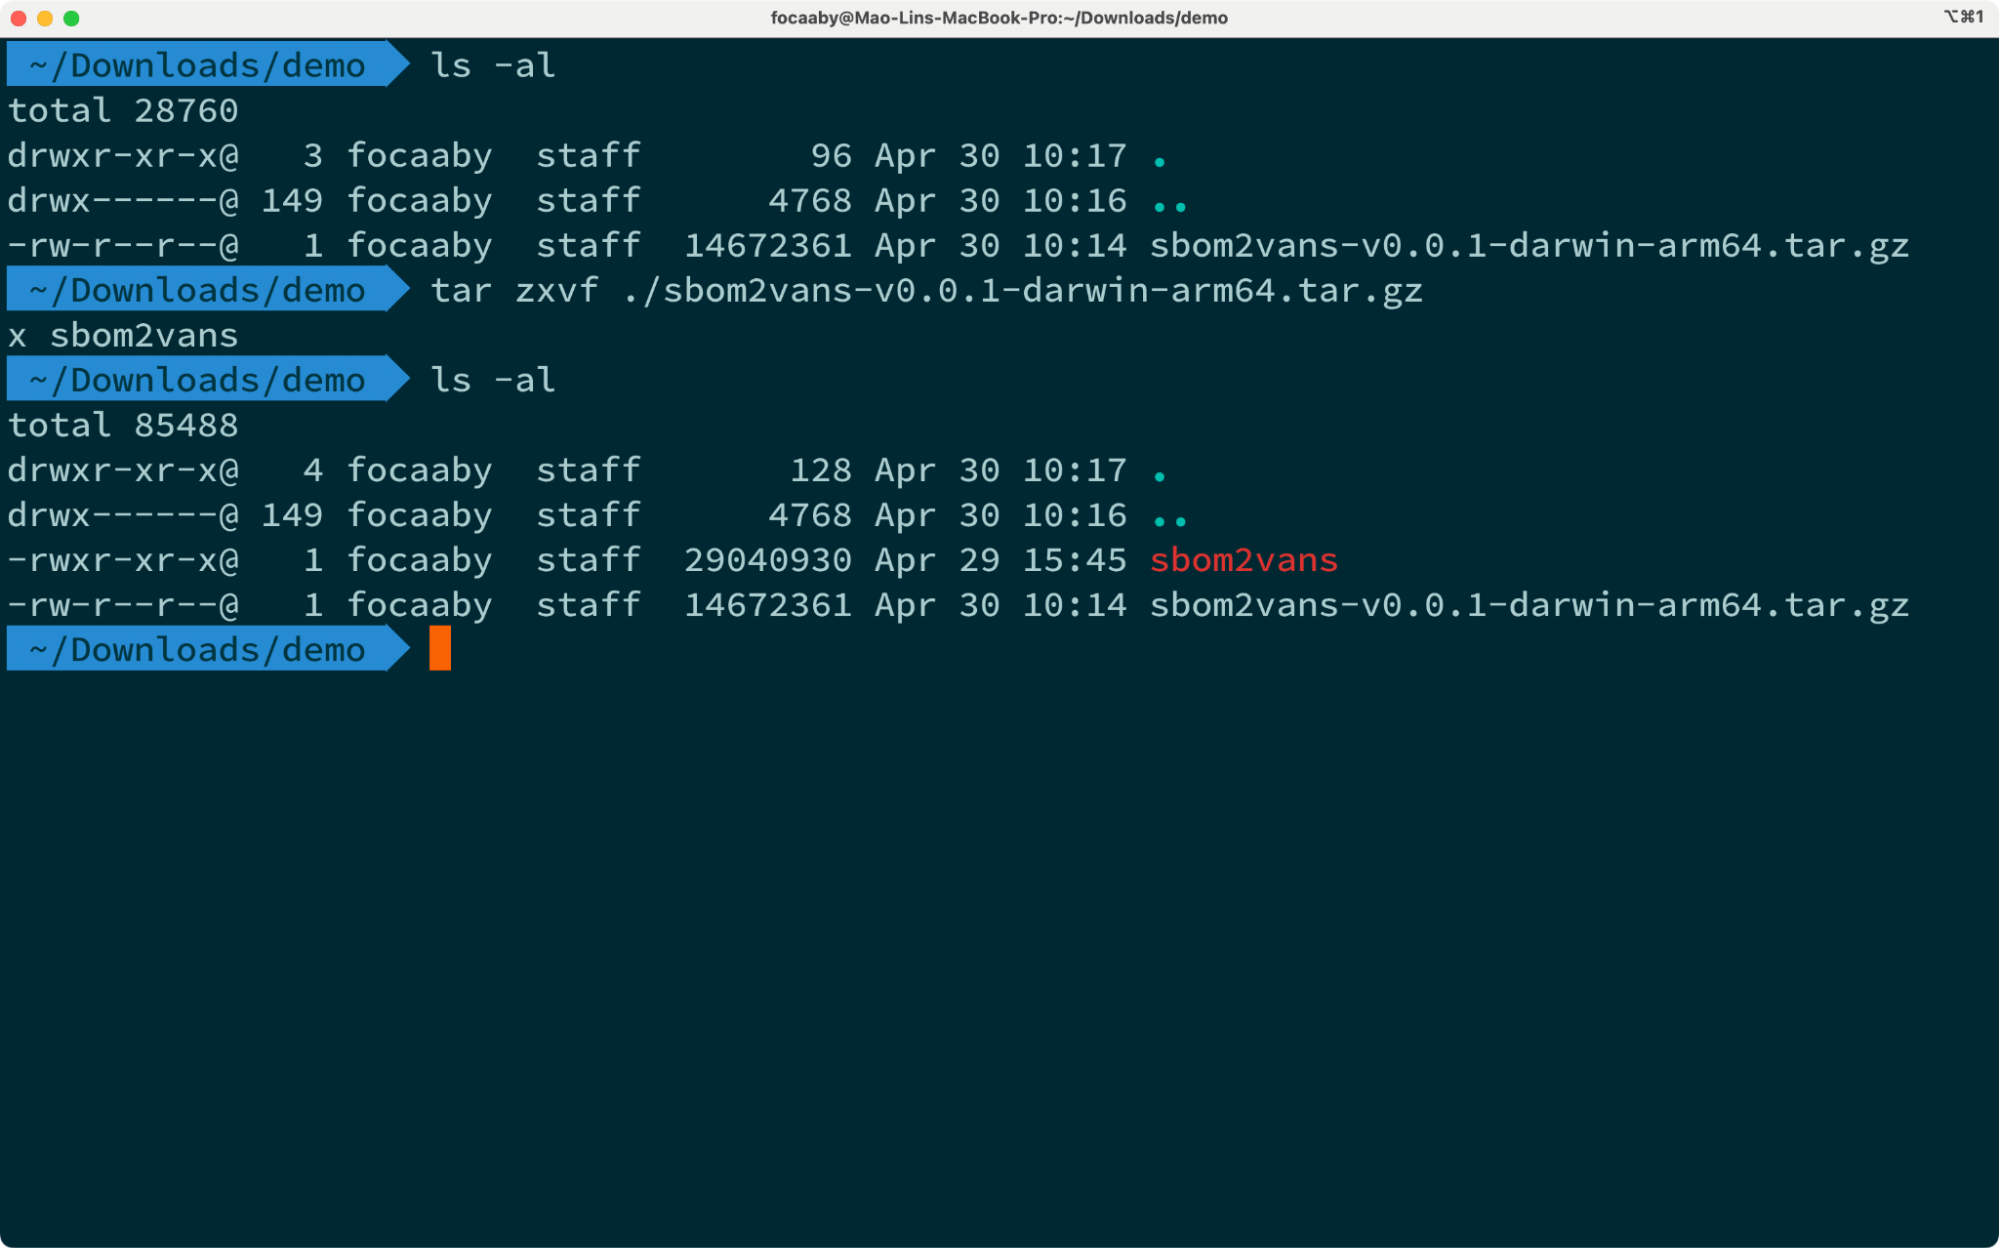 focaaby@Mao-Lins-MacBook-Pro:~/Downloads/demo
⌥⌘1
~/Downloads/demo ls -al
total 28760
drwxr-xr-x@   3 focaaby  staff        96 Apr 30 10:17 .
drwx------@ 149 focaaby  staff      4768 Apr 30 10:16 ..
-rw-r--r--@   1 focaaby  staff  14672361 Apr 30 10:14 sbom2vans-v0.0.1-darwin-arm64.tar.gz
~/Downloads/demo tar zxvf ./sbom2vans-v0.0.1-darwin-arm64.tar.gz
x sbom2vans
~/Downloads/demo ls -al
total 85488
drwxr-xr-x@   4 focaaby  staff       128 Apr 30 10:17 .
drwx------@ 149 focaaby  staff      4768 Apr 30 10:16 ..
-rwxr-xr-x@   1 focaaby  staff  29040930 Apr 29 15:45 sbom2vans
-rw-r--r--@   1 focaaby  staff  14672361 Apr 30 10:14 sbom2vans-v0.0.1-darwin-arm64.tar.gz
~/Downloads/demo